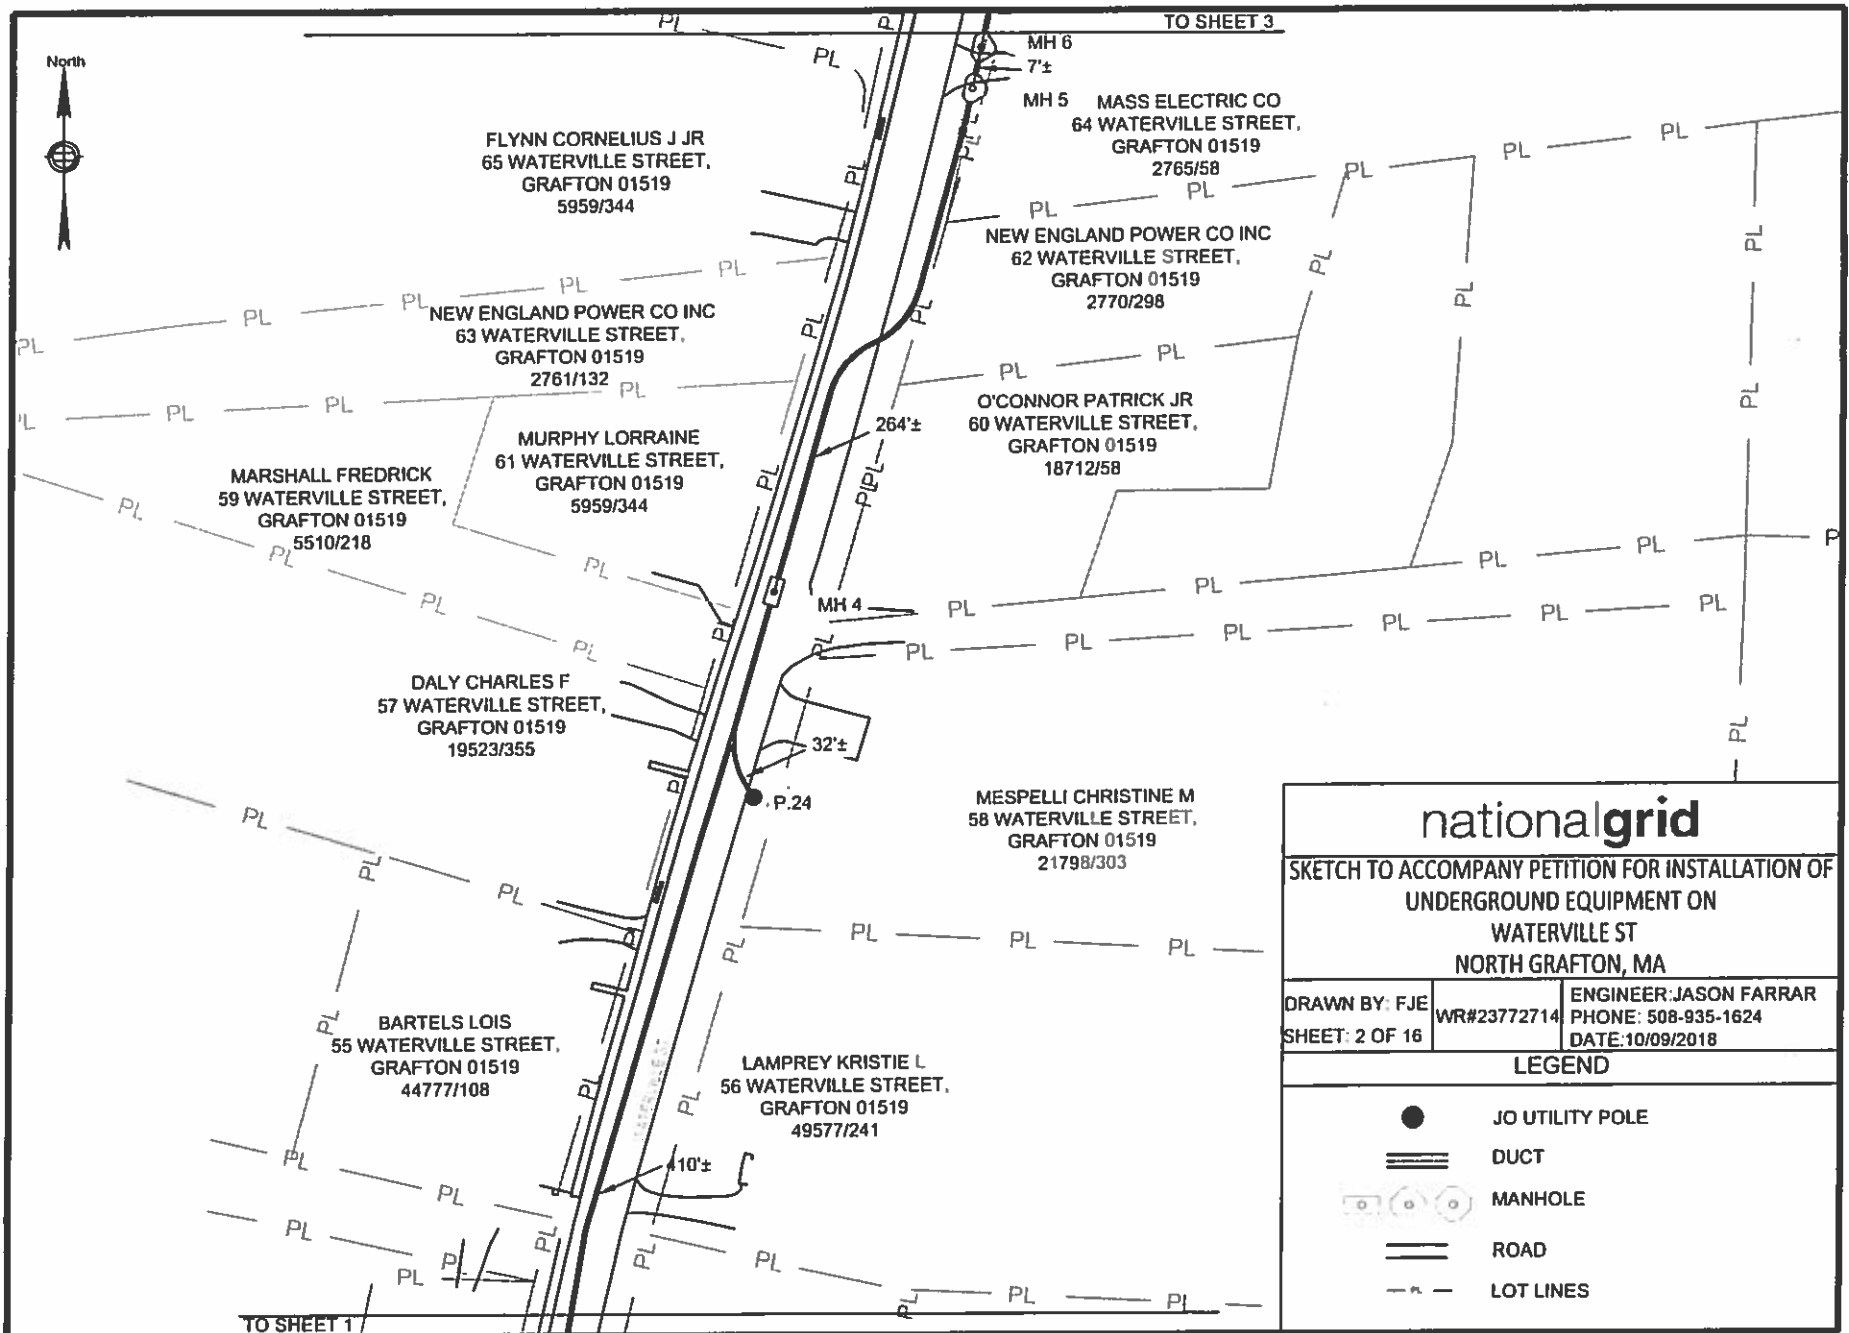 TO SHEET 3
North
MH 6
7'±
MH 5
MASS ELECTRIC CO
64 WATERVILLE STREET,
GRAFTON 01519
2765/58
FLYNN CORNELIUS J JR
65 WATERVILLE STREET,
GRAFTON 01519
5959/344
NEW ENGLAND POWER CO INC
62 WATERVILLE STREET,
GRAFTON 01519
2770/298
NEW ENGLAND POWER CO INC
63 WATERVILLE STREET,
GRAFTON 01519
2761/132
O'CONNOR PATRICK JR
60 WATERVILLE STREET,
GRAFTON 01519
18712/58
264'±
MURPHY LORRAINE
61 WATERVILLE STREET,
GRAFTON 01519
5959/344
MARSHALL FREDRICK
59 WATERVILLE STREET,
GRAFTON 01519
5510/218
MH 4
DALY CHARLES F
57 WATERVILLE STREET,
GRAFTON 01519
19523/355
32'±
P.24
MESPELLI CHRISTINE M
58 WATERVILLE STREET,
GRAFTON 01519
21798/303
BARTELS LOIS
55 WATERVILLE STREET,
GRAFTON 01519
44777/108
LAMPREY KRISTIE L
56 WATERVILLE STREET,
GRAFTON 01519
49577/241
410'±
TO SHEET 1
PL
nationalgrid
SKETCH TO ACCOMPANY PETITION FOR INSTALLATION OF
UNDERGROUND EQUIPMENT ON
WATERVILLE ST
NORTH GRAFTON, MA
DRAWN BY: FJE
SHEET: 2 OF 16
WR#23772714
ENGINEER:JASON FARRAR
PHONE: 508-935-1624
DATE:10/09/2018
LEGEND
JO UTILITY POLE
DUCT
MANHOLE
ROAD
LOT LINES